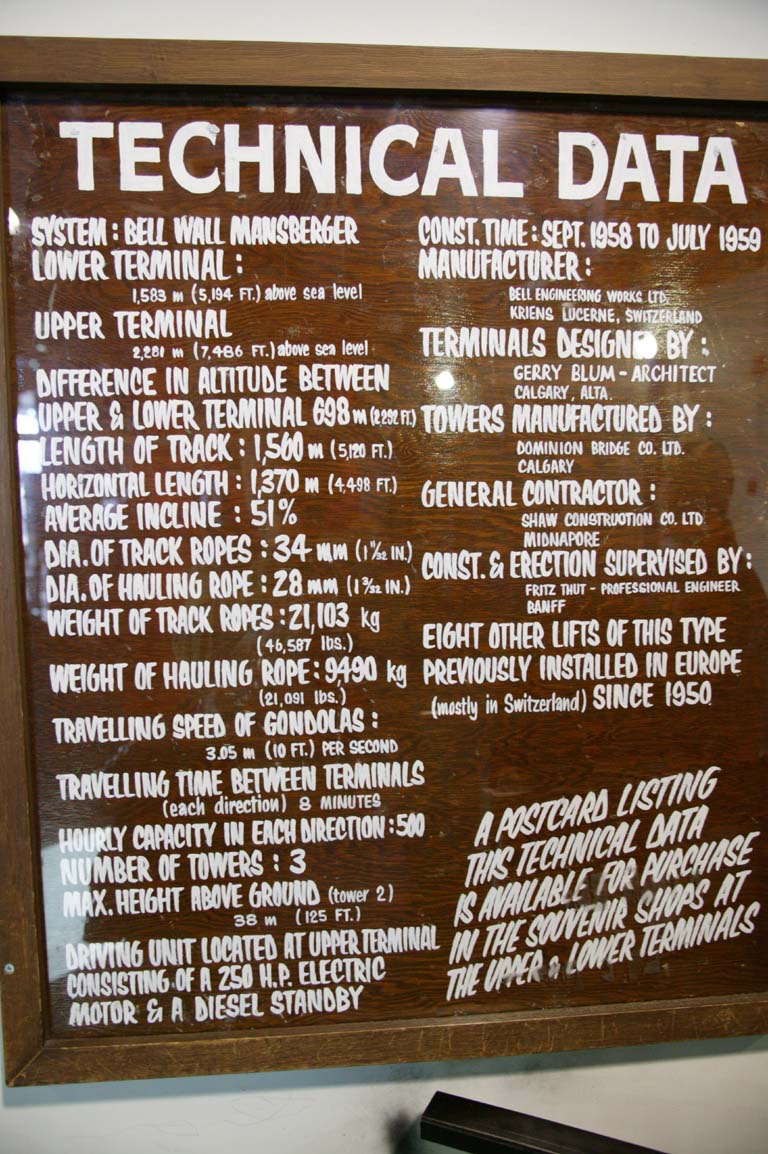 TECHNICAL DATA
SYSTEM: BELL WALL MANSBERGER
LOWER TERMINAL:
1,583 m (5,194 FT.) above sea level
UPPER TERMINAL
2,281 m (7,486 FT.) above sea level
DIFFERENCE IN ALTITUDE BETWEEN
UPPER & LOWER TERMINAL 698 m (2,292 FT.)
LENGTH OF TRACK: 1,560 m (5,120 FT.)
HORIZONTAL LENGTH: 1,370 m (4,498 FT.)
AVERAGE INCLINE: 51%
DIA. OF TRACK ROPES: 34 mm (1 11/32 IN.)
DIA. OF HAULING ROPE: 28 mm (1 3/32 IN.)
WEIGHT OF TRACK ROPES: 21,103 kg
(46,587 lbs.)
WEIGHT OF HAULING ROPE: 9490 kg
(21,091 lbs.)
TRAVELLING SPEED OF GONDOLAS:
3.05 m (10 FT.) PER SECOND
TRAVELLING TIME BETWEEN TERMINALS
(each direction) 8 MINUTES
HOURLY CAPACITY IN EACH DIRECTION: 500
NUMBER OF TOWERS: 3
MAX. HEIGHT ABOVE GROUND (tower 2)
38 m (125 FT.)
DRIVING UNIT LOCATED AT UPPER TERMINAL
CONSISTING OF A 250 H.P. ELECTRIC
MOTOR & A DIESEL STANDBY
CONST. TIME: SEPT. 1958 TO JULY 1959
MANUFACTURER:
BELL ENGINEERING WORKS LTD.
KRIENS LUCERNE, SWITZERLAND
TERMINALS DESIGNED BY:
GERRY BLUM - ARCHITECT
CALGARY, ALTA.
TOWERS MANUFACTURED BY:
DOMINION BRIDGE CO. LTD.
CALGARY
GENERAL CONTRACTOR:
SHAW CONSTRUCTION CO. LTD
MIDNAPORE
CONST. & ERECTION SUPERVISED BY:
FRITZ THUT - PROFESSIONAL ENGINEER
BANFF
EIGHT OTHER LIFTS OF THIS TYPE
PREVIOUSLY INSTALLED IN EUROPE
(mostly in Switzerland) SINCE 1950
A POSTCARD LISTING
THIS TECHNICAL DATA
IS AVAILABLE FOR PURCHASE
IN THE SOUVENIR SHOPS AT
THE UPPER & LOWER TERMINALS